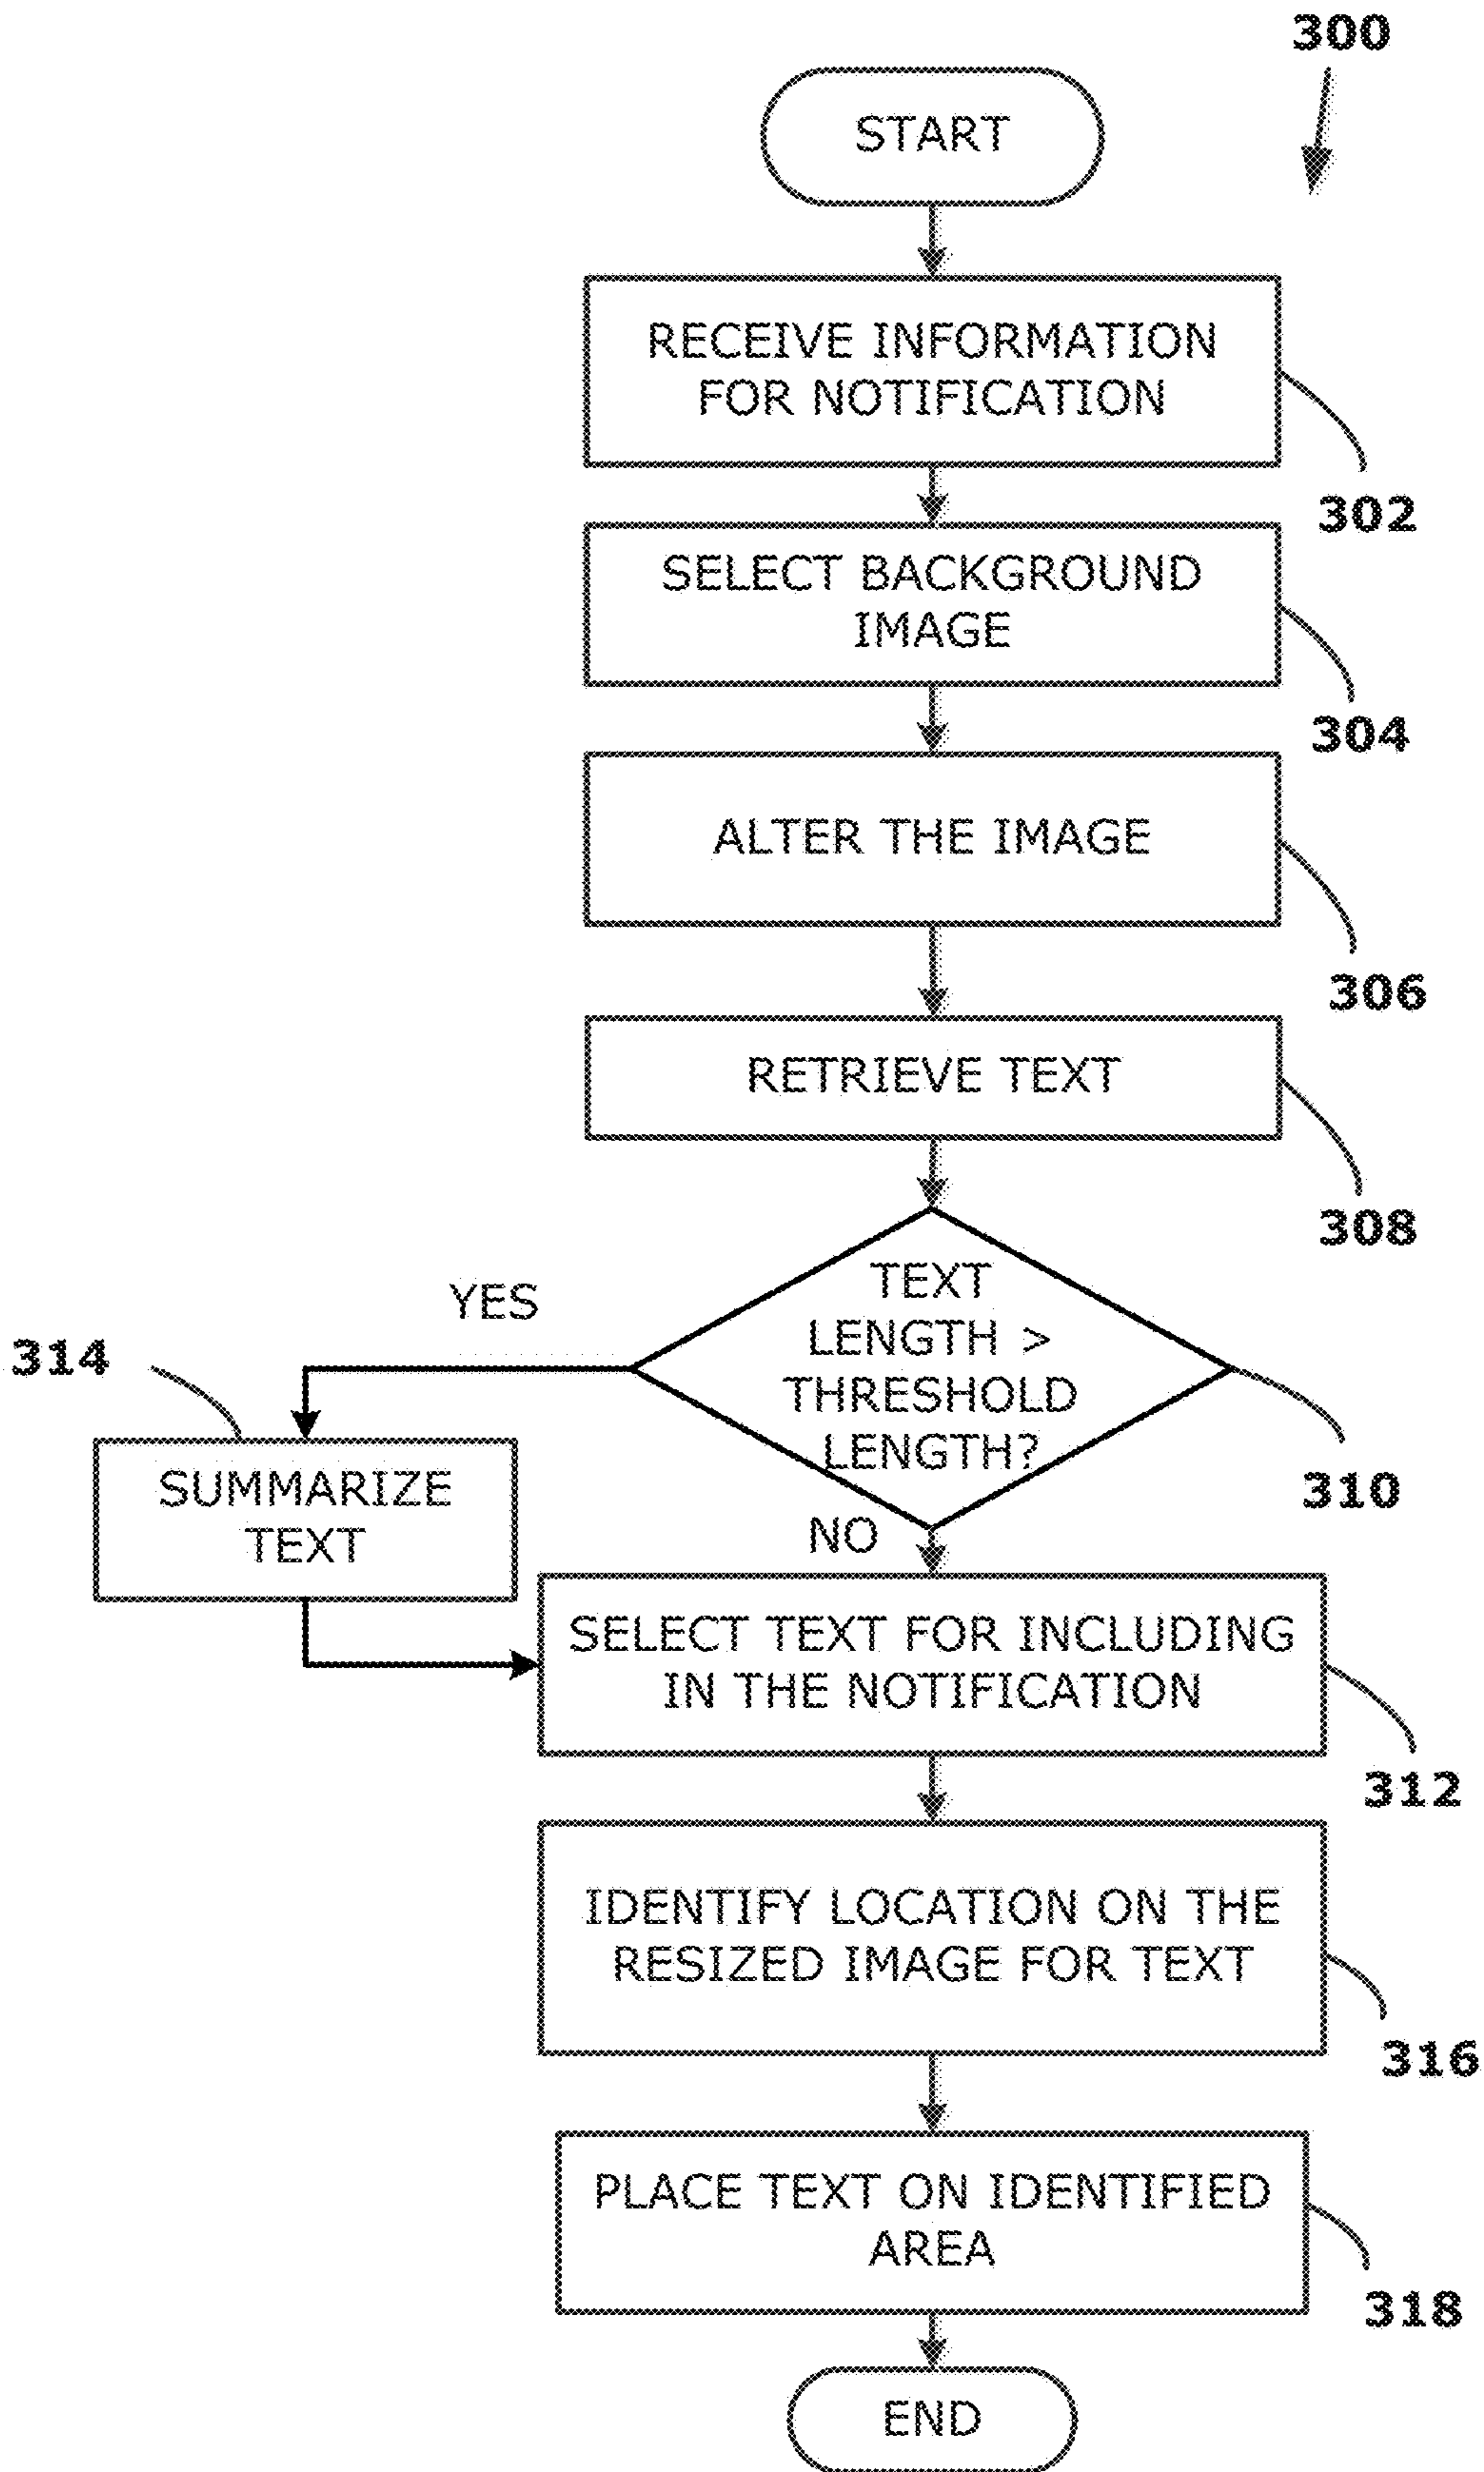 300
START
RECEIVE INFORMATION
FOR NOTIFICATION
302
SELECT BACKGROUND
IMAGE
304
ALTER THE IMAGE
306
RETRIEVE TEXT
308
TEXT
LENGTH >
THRESHOLD
LENGTH?
310
YES
314
SUMMARIZE
TEXT
NO
SELECT TEXT FOR INCLUDING
IN THE NOTIFICATION
312
IDENTIFY LOCATION ON THE
RESIZED IMAGE FOR TEXT
316
PLACE TEXT ON IDENTIFIED
AREA
318
END